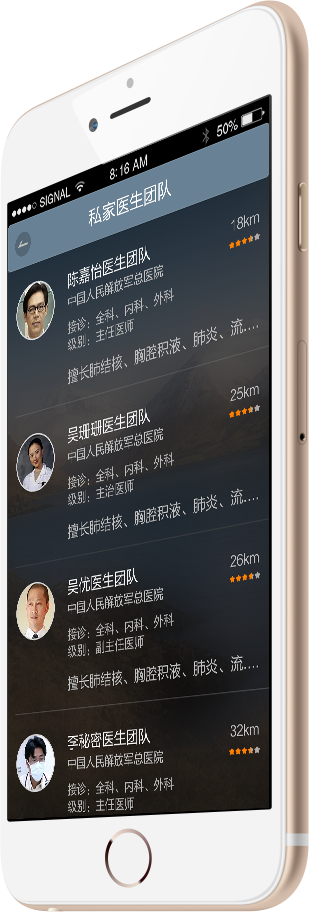 SIGNAL 8:16 AM 50%
私家医生团队
陈嘉怡医生团队 18km
中国人民解放军总医院
接诊：全科、内科、外科
级别：主任医师
擅长肺结核、胸腔积液、肺炎、流....
吴珊珊医生团队 25km
中国人民解放军总医院
接诊：全科、内科、外科
级别：主治医师
擅长肺结核、胸腔积液、肺炎、流....
吴优医生团队 26km
中国人民解放军总医院
接诊：全科、内科、外科
级别：副主任医师
擅长肺结核、胸腔积液、肺炎、流....
李秘密医生团队 32km
中国人民解放军总医院
接诊：全科、内科、外科
级别：主任医师